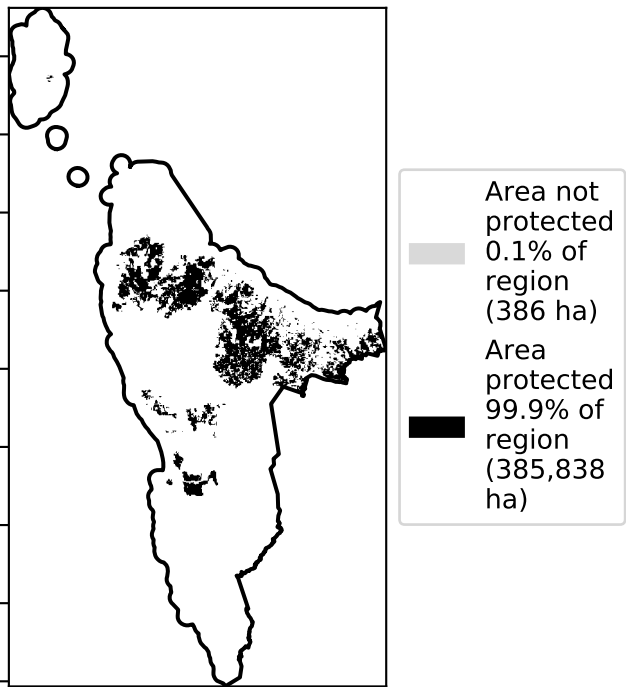 Area not
protected
0.1% of
region
(386 ha)
Area
protected
99.9% of
region
(385,838
ha)